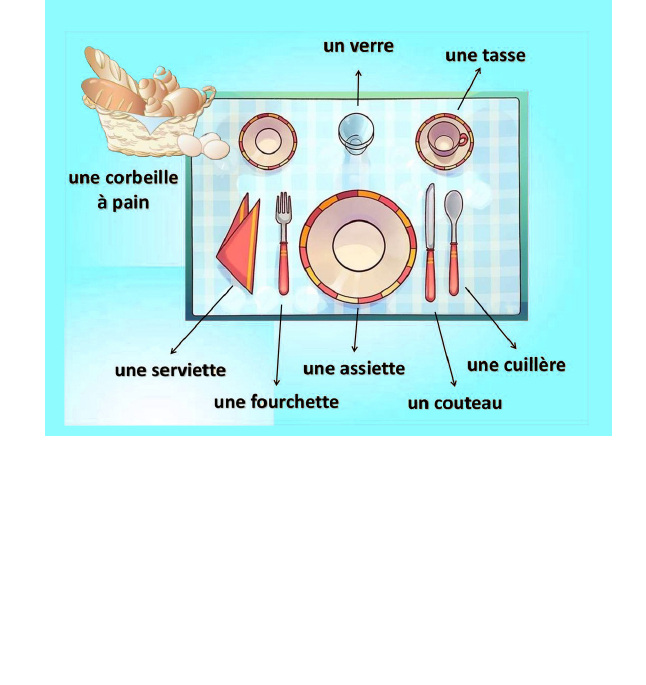 un verre
une tasse
une corbeille
à pain
une serviette
une assiette
une cuillère
une fourchette
un couteau